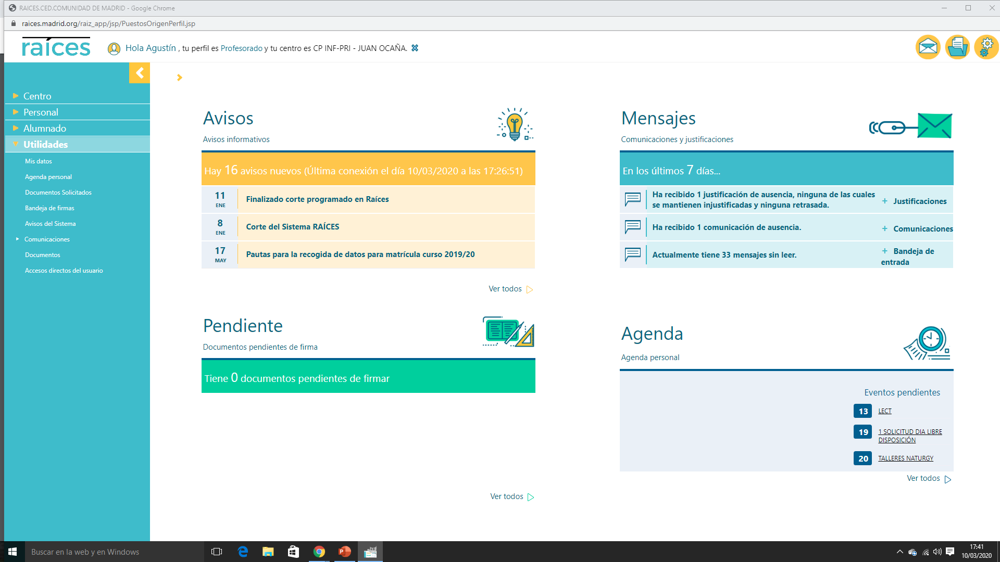 RAICES.CED.COMUNIDAD DE MADRID - Google Chrome
raices.madrid.org/raiz_app/jsp/PuestosOrigenPerfil.jsp
raíces
Hola Agustín , tu perfil es Profesorado y tu centro es CP INF-PRI - JUAN OCAÑA.
Centro
Personal
Alumnado
Utilidades
Mis datos
Agenda personal
Documentos Solicitados
Bandeja de firmas
Avisos del Sistema
Comunicaciones
Documentos
Accesos directos del usuario
Avisos
Avisos informativos
Hay 16 avisos nuevos (Última conexión el día 10/03/2020 a las 17:26:51)
11
ENE
Finalizado corte programado en Raíces
8
ENE
Corte del Sistema RAÍCES
17
MAY
Pautas para la recogida de datos para matrícula curso 2019/20
Ver todos
Mensajes
Comunicaciones y justificaciones
En los últimos 7 días...
Ha recibido 1 justificación de ausencia, ninguna de las cuales
se mantienen injustificadas y ninguna retrasada.
+ Justificaciones
Ha recibido 1 comunicación de ausencia.
+ Comunicaciones
Actualmente tiene 33 mensajes sin leer.
+ Bandeja de
entrada
Pendiente
Documentos pendientes de firma
Tiene 0 documentos pendientes de firmar
Ver todos
Agenda
Agenda personal
Eventos pendientes
13 LECT
19 1 SOLICITUD DIA LIBRE
DISPOSICIÓN
20 TALLERES NATURGY
Ver todos
Buscar en la web y en Windows
17:41
10/03/2020